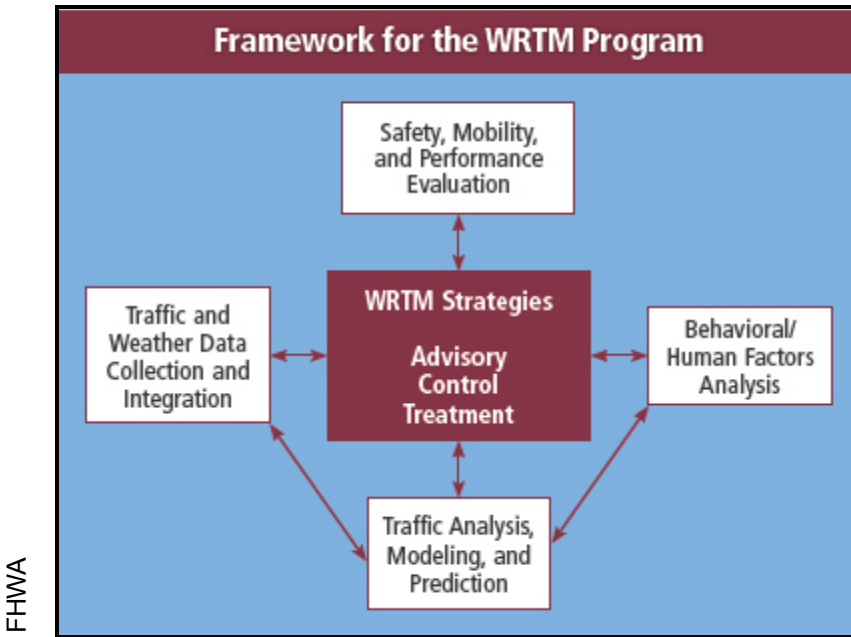 Framework for the WRTM Program
Safety, Mobility,
and Performance
Evaluation
Traffic and
Weather Data
Collection and
Integration
WRTM Strategies
Advisory
Control
Treatment
Behavioral/
Human Factors
Analysis
Traffic Analysis,
Modeling, and
Prediction
FHWA